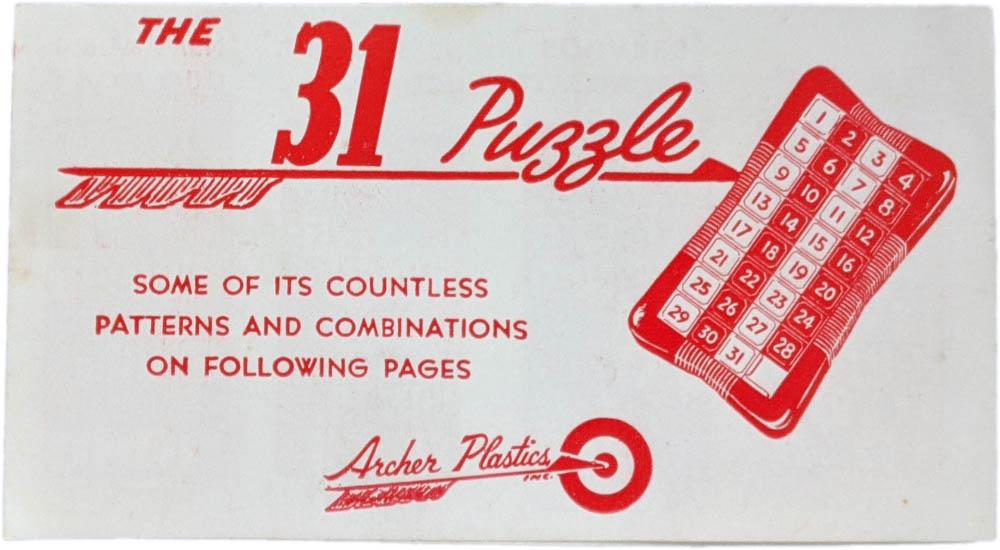 THE 31 Puzzle
1 2 3 4
5 6 7 8
9 10 11 12
13 14 15 16
17 18 19 20
21 22 23 24
25 26 27 28
29 30 31
SOME OF ITS COUNTLESS
PATTERNS AND COMBINATIONS
ON FOLLOWING PAGES
Archer Plastics INC.